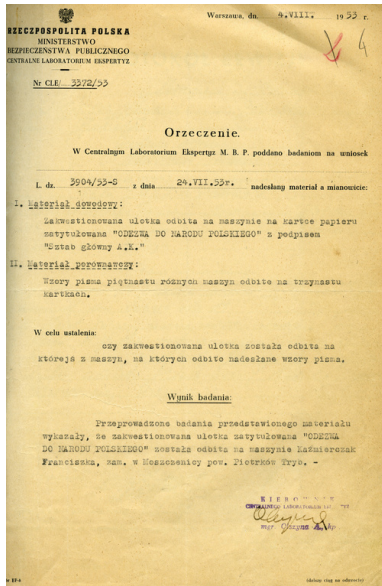 Warszawa, dn. 4.VIII. 1953 r.
4
RZECZPOSPOLITA POLSKA
MINISTERSTWO
BEZPIECZEŃSTWA PUBLICZNEGO
CENTRALNE LABORATORIUM EKSPERTYZ
Nr CLE/ 3372/53
Orzeczenie.
W Centralnym Laboratorium Ekspertyz M. B. P. poddano badaniom na wniosek
L. dz. 3904/53-S z dnia 24.VII.53r. nadesłany materiał a mianowicie:
I. Materiał dowodowy:
Zakwestionowana ulotka odbita na maszynie na kartce papieru
zatytułowana "ODEZWA DO NARODU POLSKIEGO" z podpisem
"Sztab główny A.K."
II. Materiał porównawczy:
Wzory pisma piętnastu różnych maszyn odbite na trzynastu
kartkach.
W celu ustalenia:
czy zakwestionowana ulotka została odbita na
którejś z maszyn, na których odbito nadesłane wzory pisma.
Wynik badania:
Przeprowadzone badania przedstawionego materiału
wykazały, że zakwestionowana ulotka zatytułowana "ODEZWA
DO NARODU POLSKIEGO" została odbita na maszynie Kaźmierczak
Franciszka, zam. w Moszczenicy pow. Piotrków Tryb. -
KIEROWNIK
CENTRALNEGO LABORATORIUM
mgr